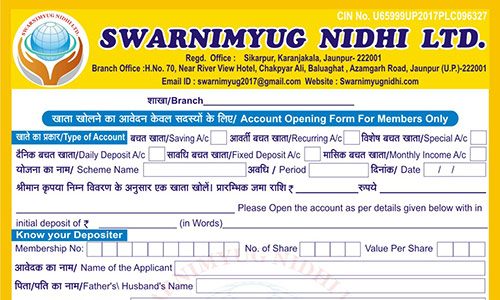 CIN No. U65999UP2017PLC096327
SWARNIMYUG NIDHI LTD.
SWARNIMYUG NIDHI LTD.
Regd. Office : Sikarpur, Karanjakala, Jaunpur- 222001
Branch Office :H.No. 70, Near River View Hotel, Chakpyar Ali, Baluaghat , Azamgarh Road, Jaunpur (U.P.)-222001
Email ID : swarnimyug2017@gmail.com Website : Swarnimyugnidhi.com
शाखा/Branch
खाता खोलने का आवेदन केवल सदस्यों के लिए/ Account Opening Form For Members Only
खाते का प्रकार/Type of Account बचत खाता/Saving A/c आवर्ती बचत खाता/Recurring A/c विशेष बचत खाता/Special A/c
दैनिक बचत खाता/Daily Deposit A/c सावधि बचत खाता/Fixed Deposit A/c मासिक बचत खाता/Monthly Income A/c
योजना का नाम/ Scheme Name अवधि / Period दिनांक/ Date / /
श्रीमान कृपया निम्न विवरण के अनुसार एक खाता खोलें। प्रारम्भिक जमा राशि ₹ रुपये
Please Open the account as per details given below with in
initial deposit of ₹ (in Words)
Know your Depositer
Membership No: No. of Share Value Per Share
आवेदक का नाम/ Name of the Applicant
पिता/पति का नाम/Father's\ Husband's Name
SWARNIMYUG NIDHI